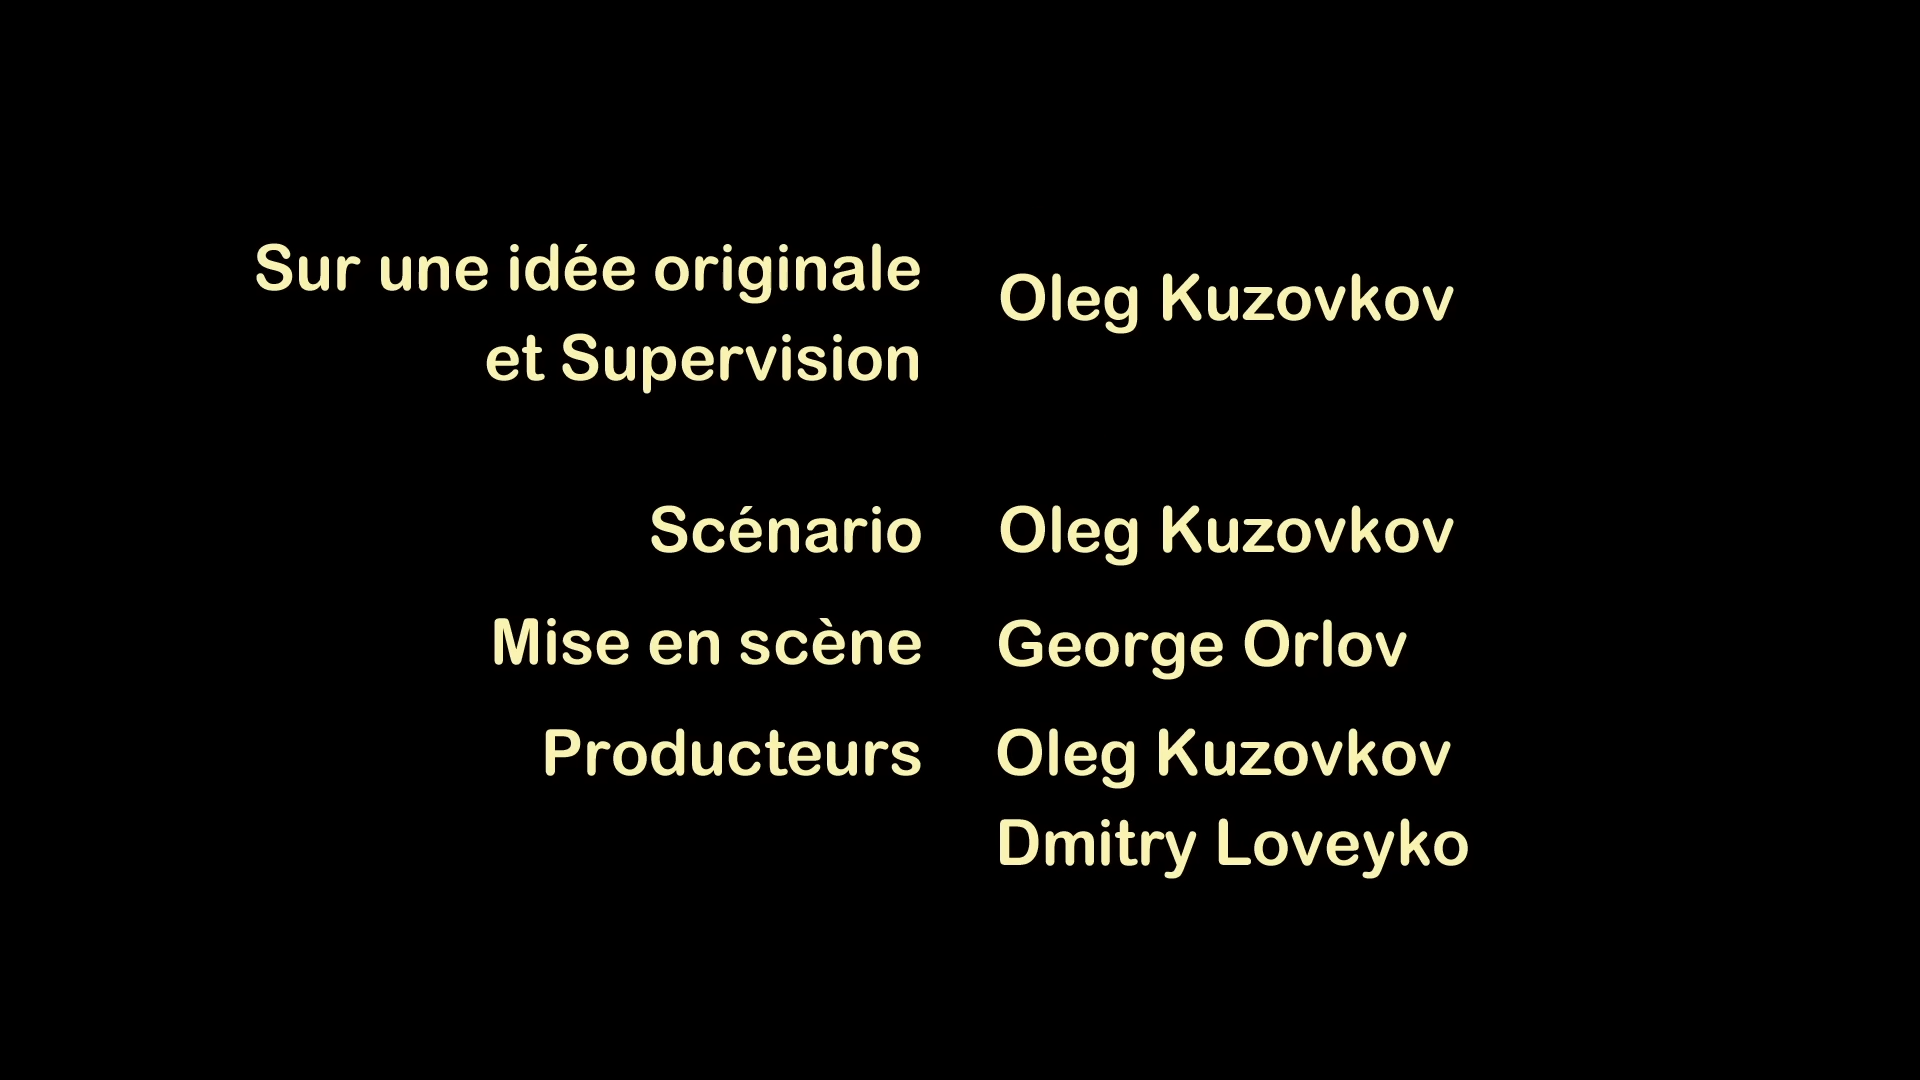 Sur une idée originale
et Supervision
Oleg Kuzovkov
Scénario Oleg Kuzovkov
Mise en scène George Orlov
Producteurs Oleg Kuzovkov
Dmitry Loveyko